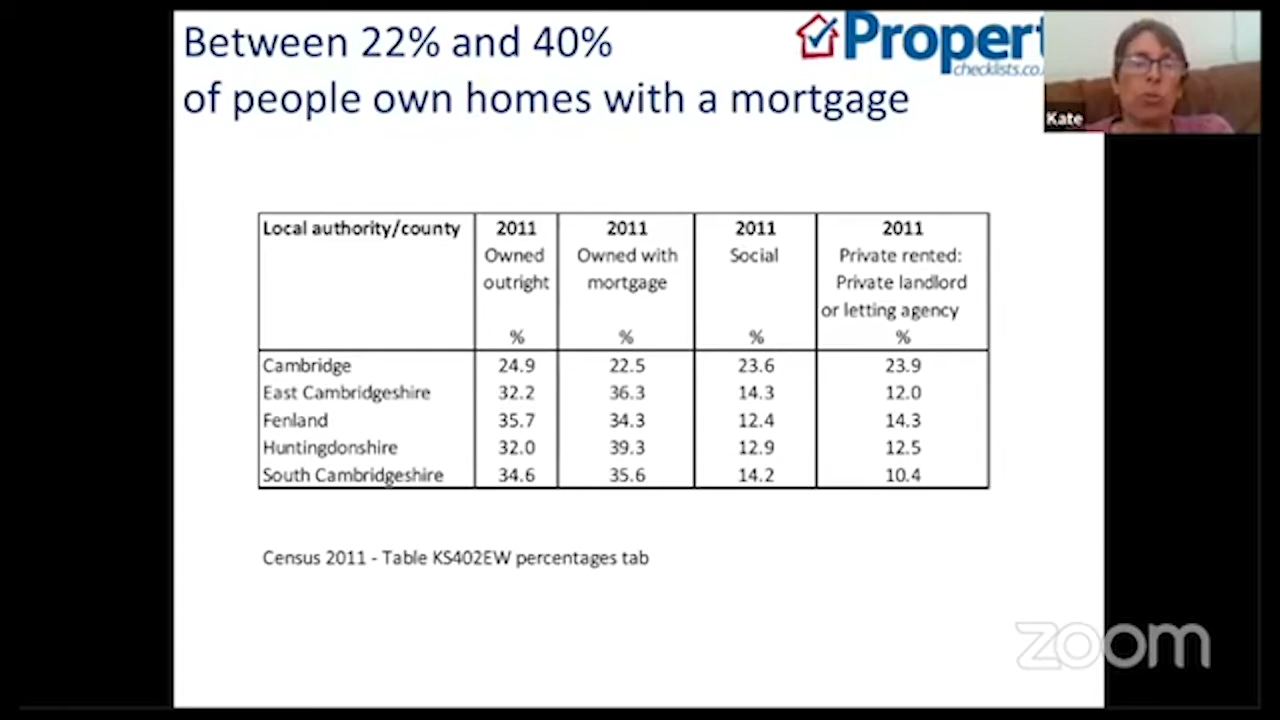 Between 22% and 40%
of people own homes with a mortgage
Propert
checklists.co.
Kate
Local authority/county 2011 2011 2011 2011
Owned Owned with Social Private rented:
outright mortgage Private landlord
or letting agency
% % % %
Cambridge 24.9 22.5 23.6 23.9
East Cambridgeshire 32.2 36.3 14.3 12.0
Fenland 35.7 34.3 12.4 14.3
Huntingdonshire 32.0 39.3 12.9 12.5
South Cambridgeshire 34.6 35.6 14.2 10.4
Census 2011 - Table KS402EW percentages tab
zoom